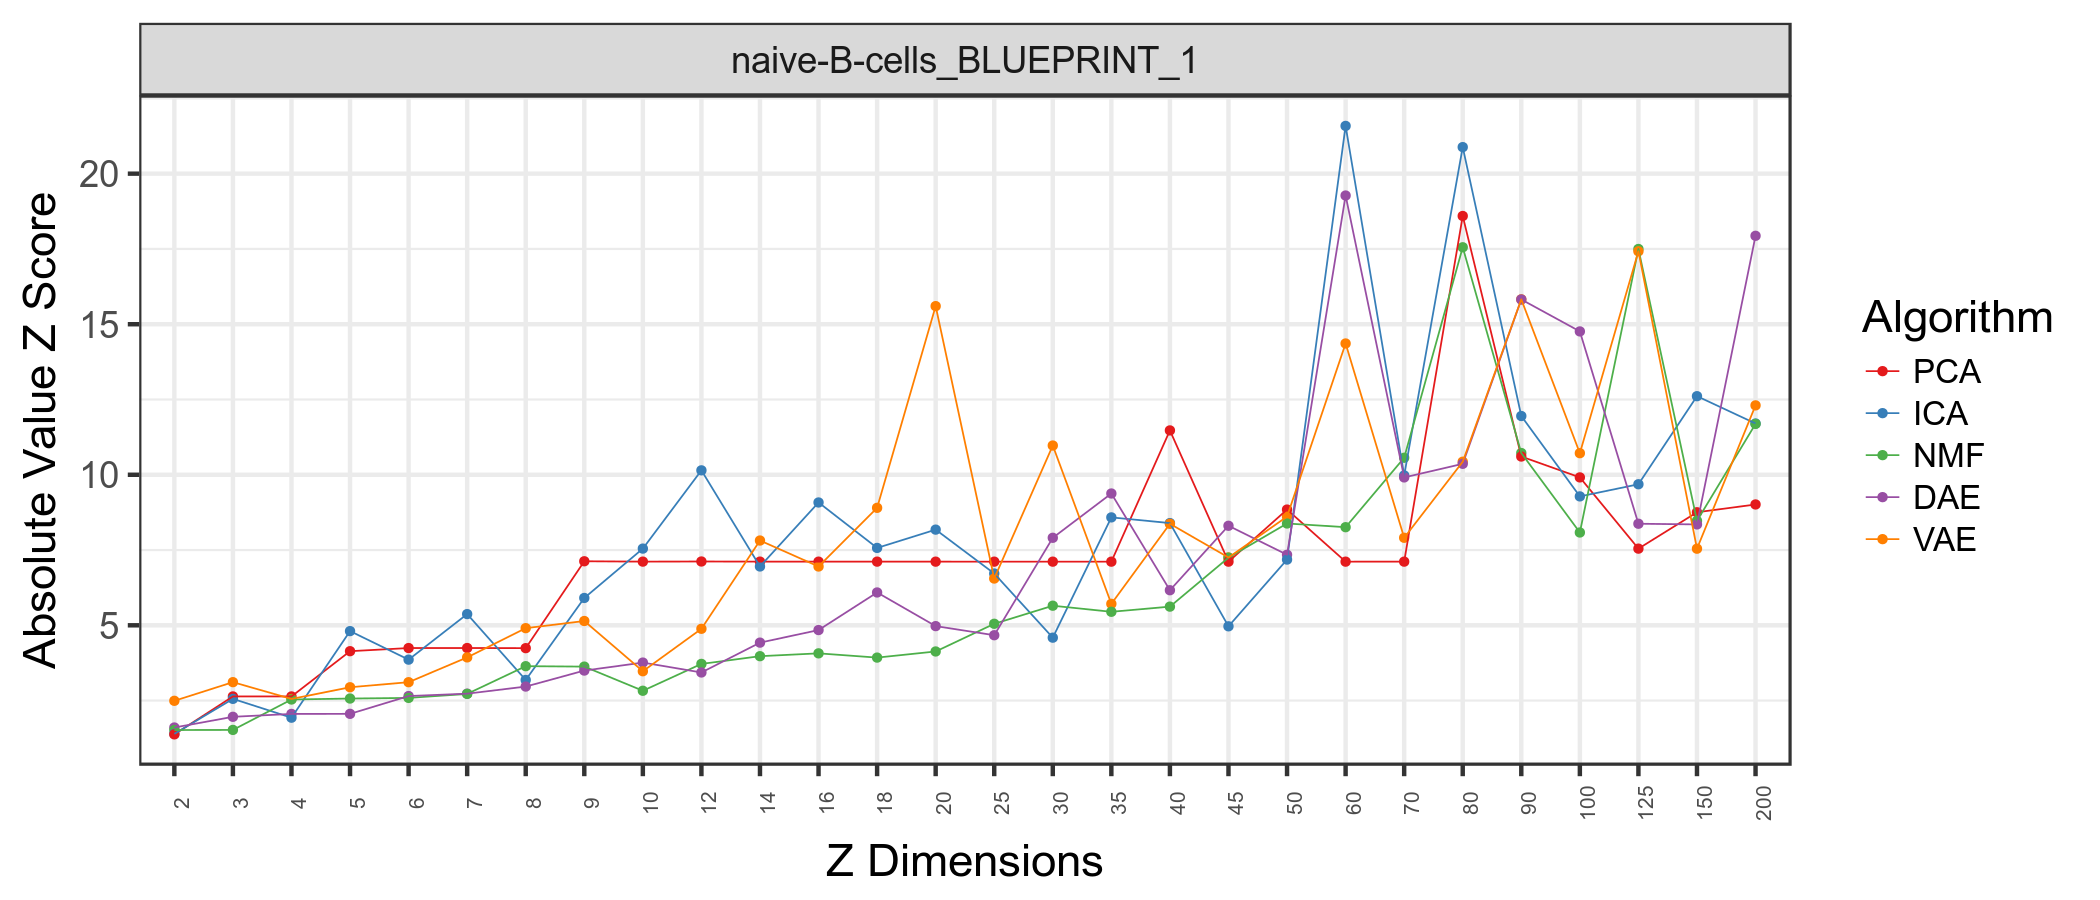 naive-B-cells_BLUEPRINT_1
Absolute Value Z Score
20
15
10
5
2 3 4 5 6 7 8 9 10 12 14 16 18 20 25 30 35 40 45 50 60 70 80 90 100 125 150 200
Z Dimensions
Algorithm
PCA
ICA
NMF
DAE
VAE